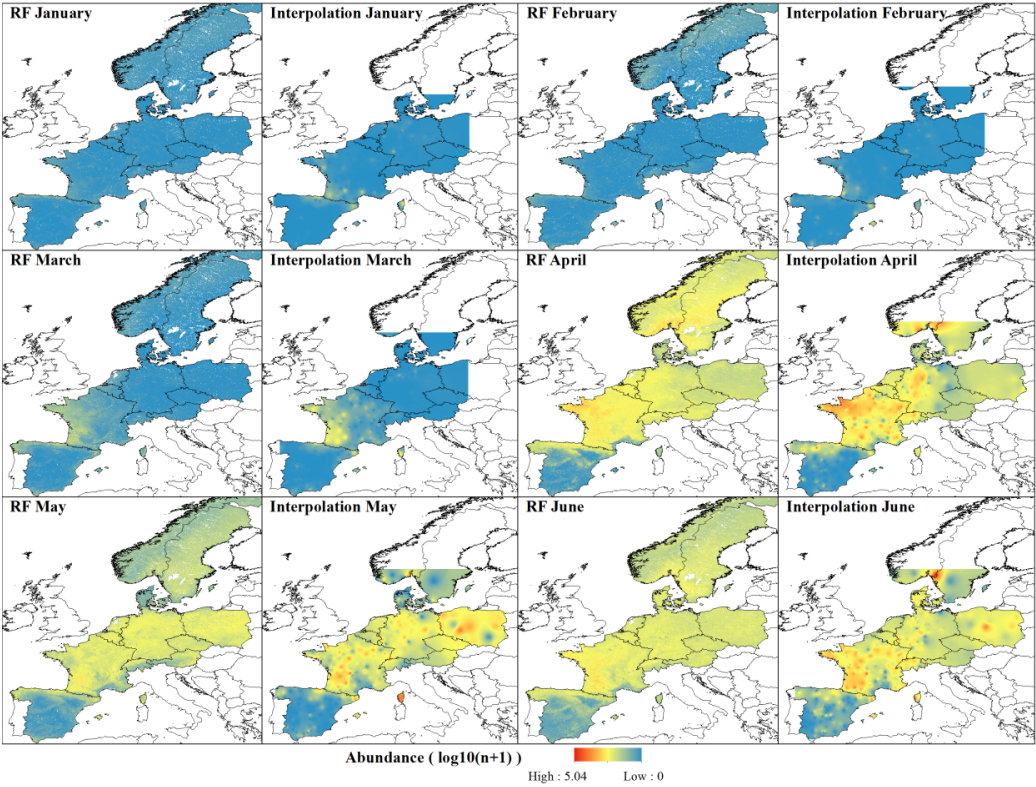 RF January
Interpolation January
RF February
Interpolation February
RF March
Interpolation March
RF April
Interpolation April
RF May
Interpolation May
RF June
Interpolation June
Abundance ( log10(n+1) )
High : 5.04 Low : 0